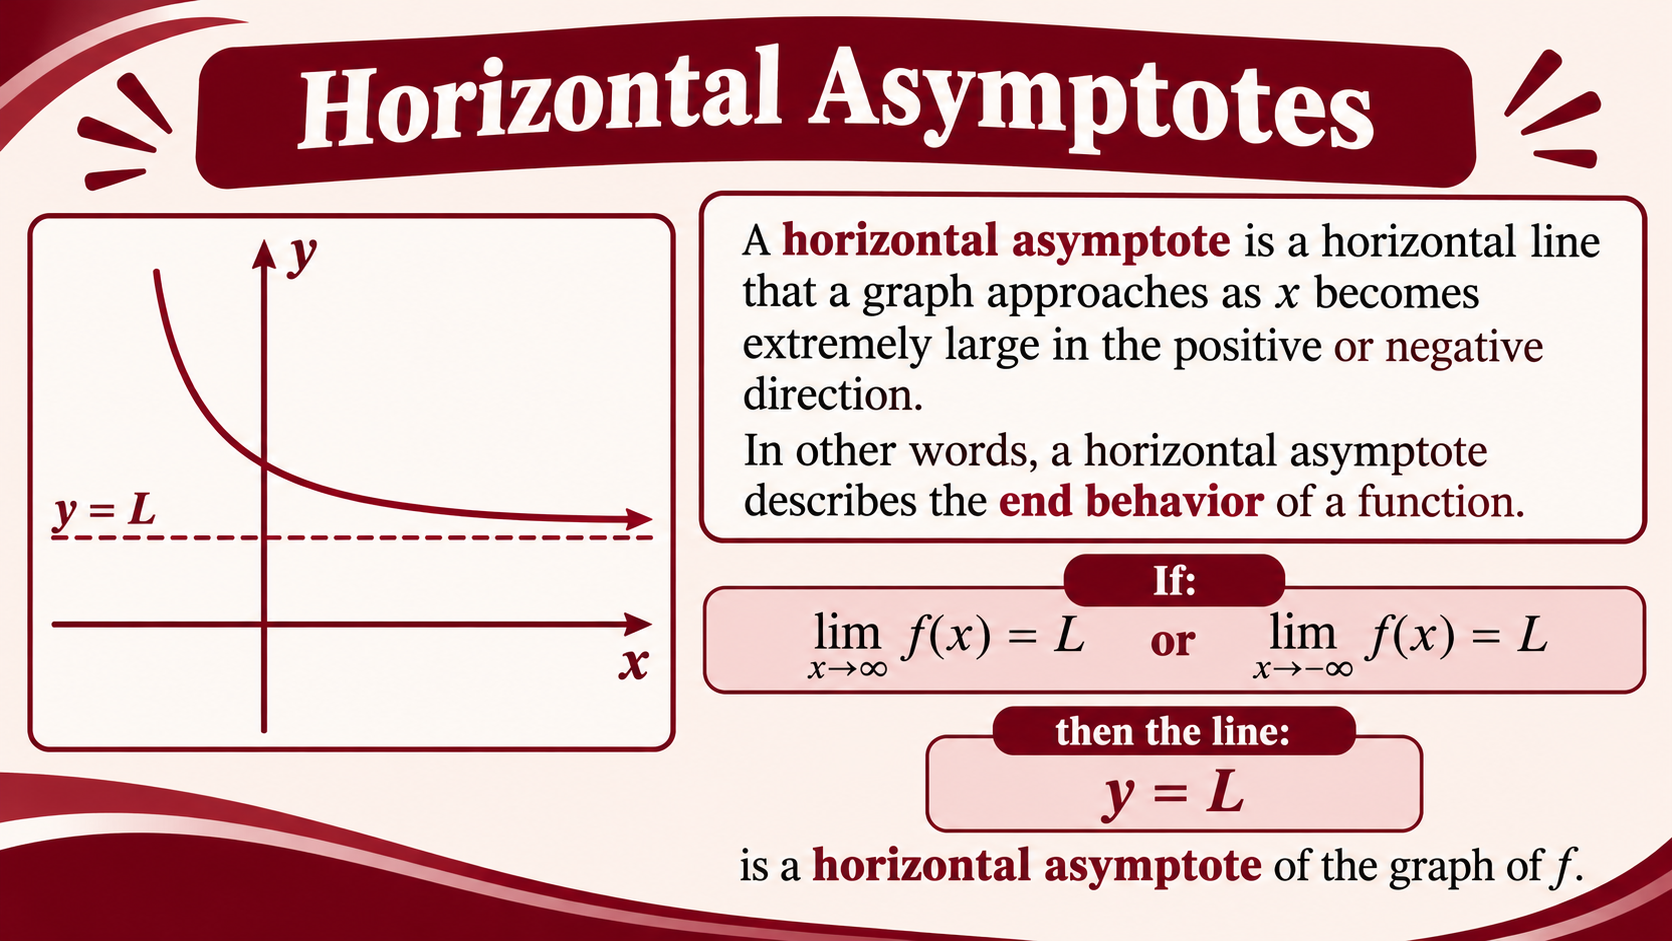 Horizontal Asymptotes
y
y = L
x
A horizontal asymptote is a horizontal line
that a graph approaches as x becomes
extremely large in the positive or negative
direction.
In other words, a horizontal asymptote
describes the end behavior of a function.
If:
lim x→∞ f(x) = L or lim x→−∞ f(x) = L
then the line:
y = L
is a horizontal asymptote of the graph of f.